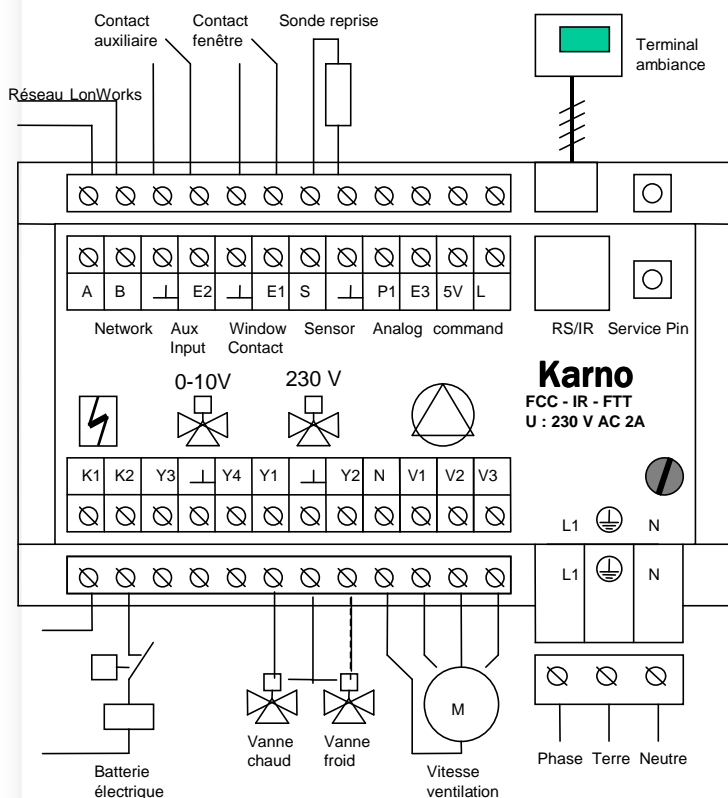 Contact
auxiliaire
Contact
fenêtre
Sonde reprise
Terminal
ambiance
Réseau LonWorks
A B E2 E1 S P1 E3 5V L
Network
Aux
Input
Window
Contact
Sensor
Analog command
RS/IR
Service Pin
0-10V
230 V
Karno
FCC - IR - FTT
U : 230 V AC 2A
K1 K2 Y3 Y4 Y1 Y2 N V1 V2 V3
L1 N
L1 N
M
Batterie
électrique
Vanne
chaud
Vanne
froid
Vitesse
ventilation
Phase Terre Neutre